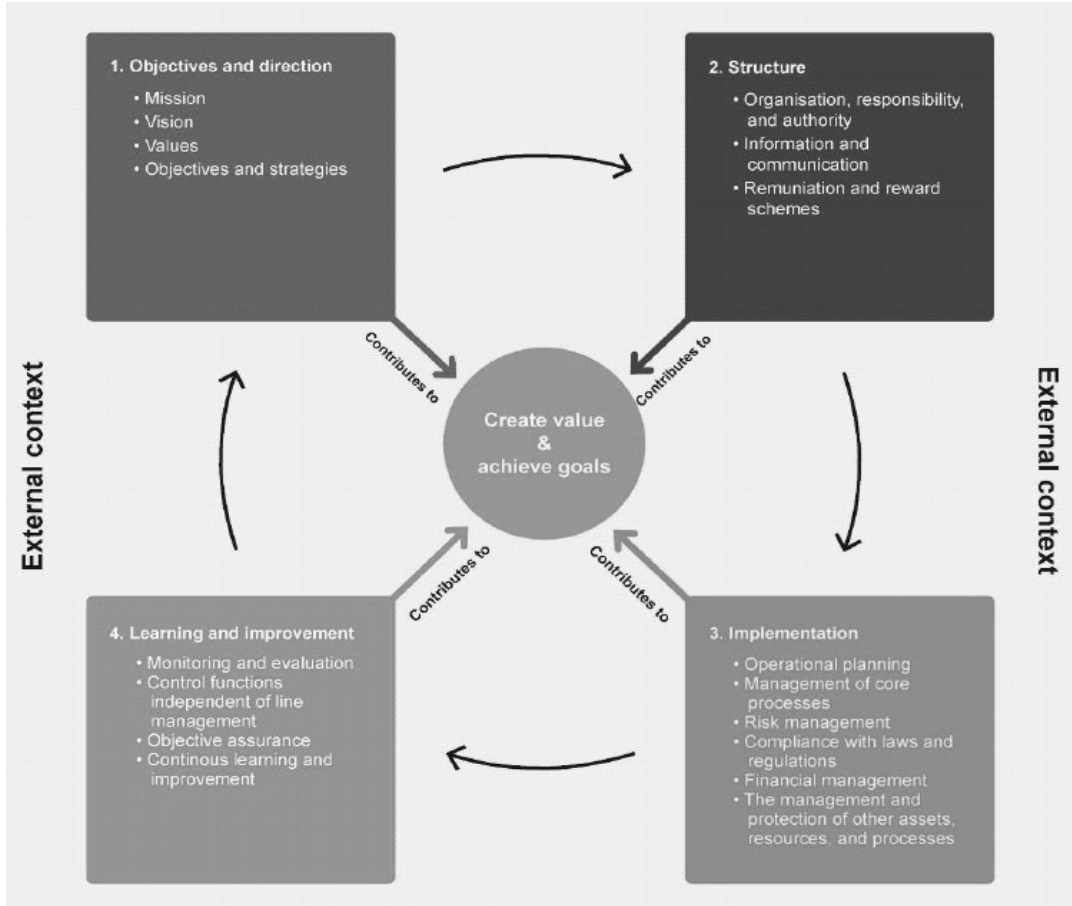 1. Objectives and direction
• Mission
• Vision
• Values
• Objectives and strategies
2. Structure
• Organisation, responsibility,
and authority
• Information and
communication
• Remuniation and reward
schemes
Contributes to
Contributes to
External context
Create value
&
achieve goals
External context
Contributes to
Contributes to
4. Learning and improvement
• Monitoring and evaluation
• Control functions
independent of line
management
• Objective assurance
• Continous learning and
improvement
3. Implementation
• Operational planning
• Management of core
processes
• Risk management
• Compliance with laws and
regulations
• Financial management
• The management and
protection of other assets,
resources, and processes